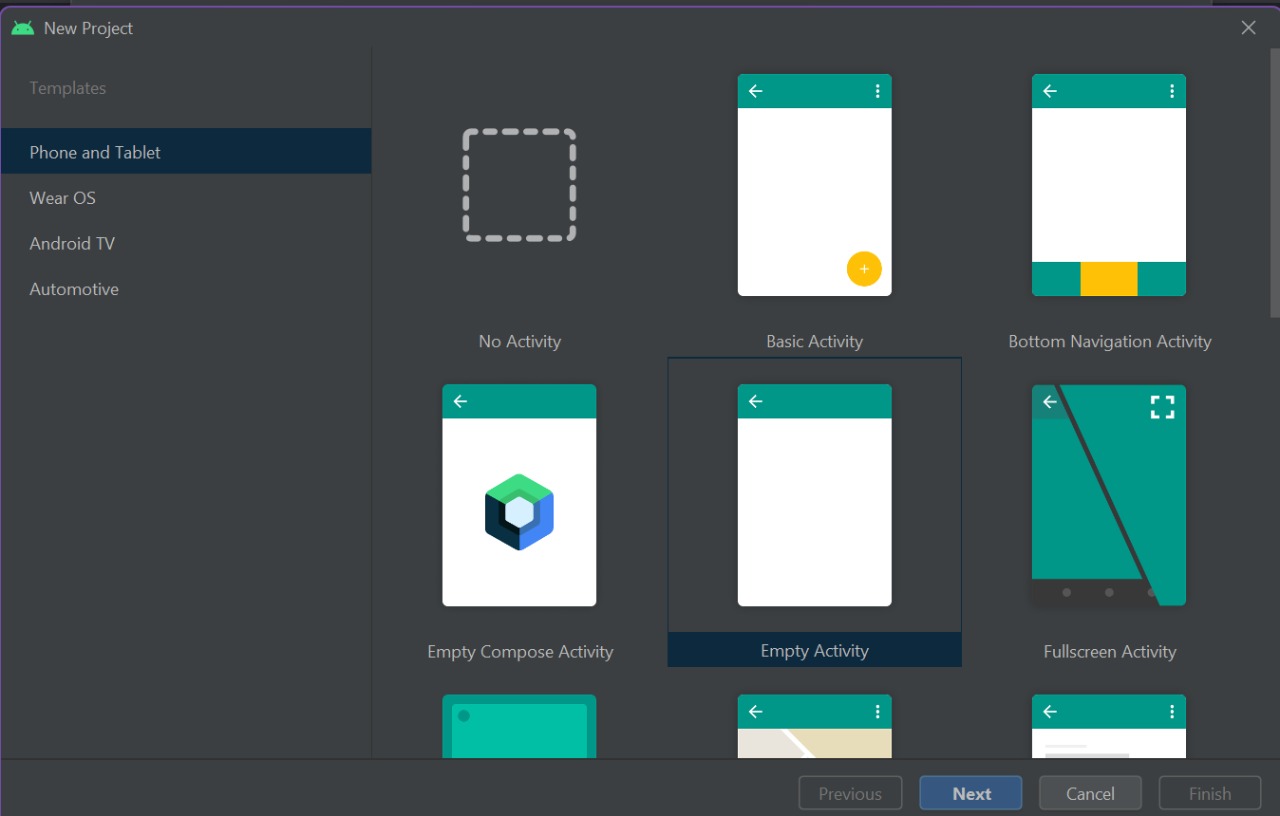 New Project
Templates
Phone and Tablet
Wear OS
Android TV
Automotive
No Activity
Basic Activity
Bottom Navigation Activity
Empty Compose Activity
Empty Activity
Fullscreen Activity
Previous
Next
Cancel
Finish